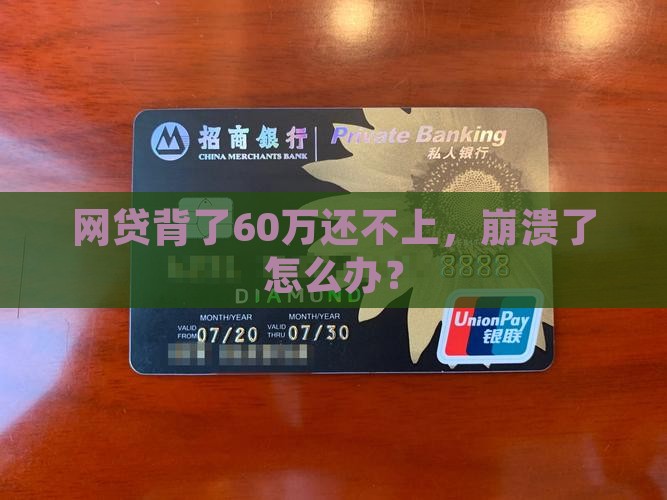 招商銀行
CHINA MERCHANTS BANK
Private Banking
私人银行
网贷背了60万还不上，崩溃了
怎么办？
8888
DIAMOND
MONTH/YEAR MONTH/YEAR
VALID FROM 07/20 VALID THRU 07/30
UnionPay
银联